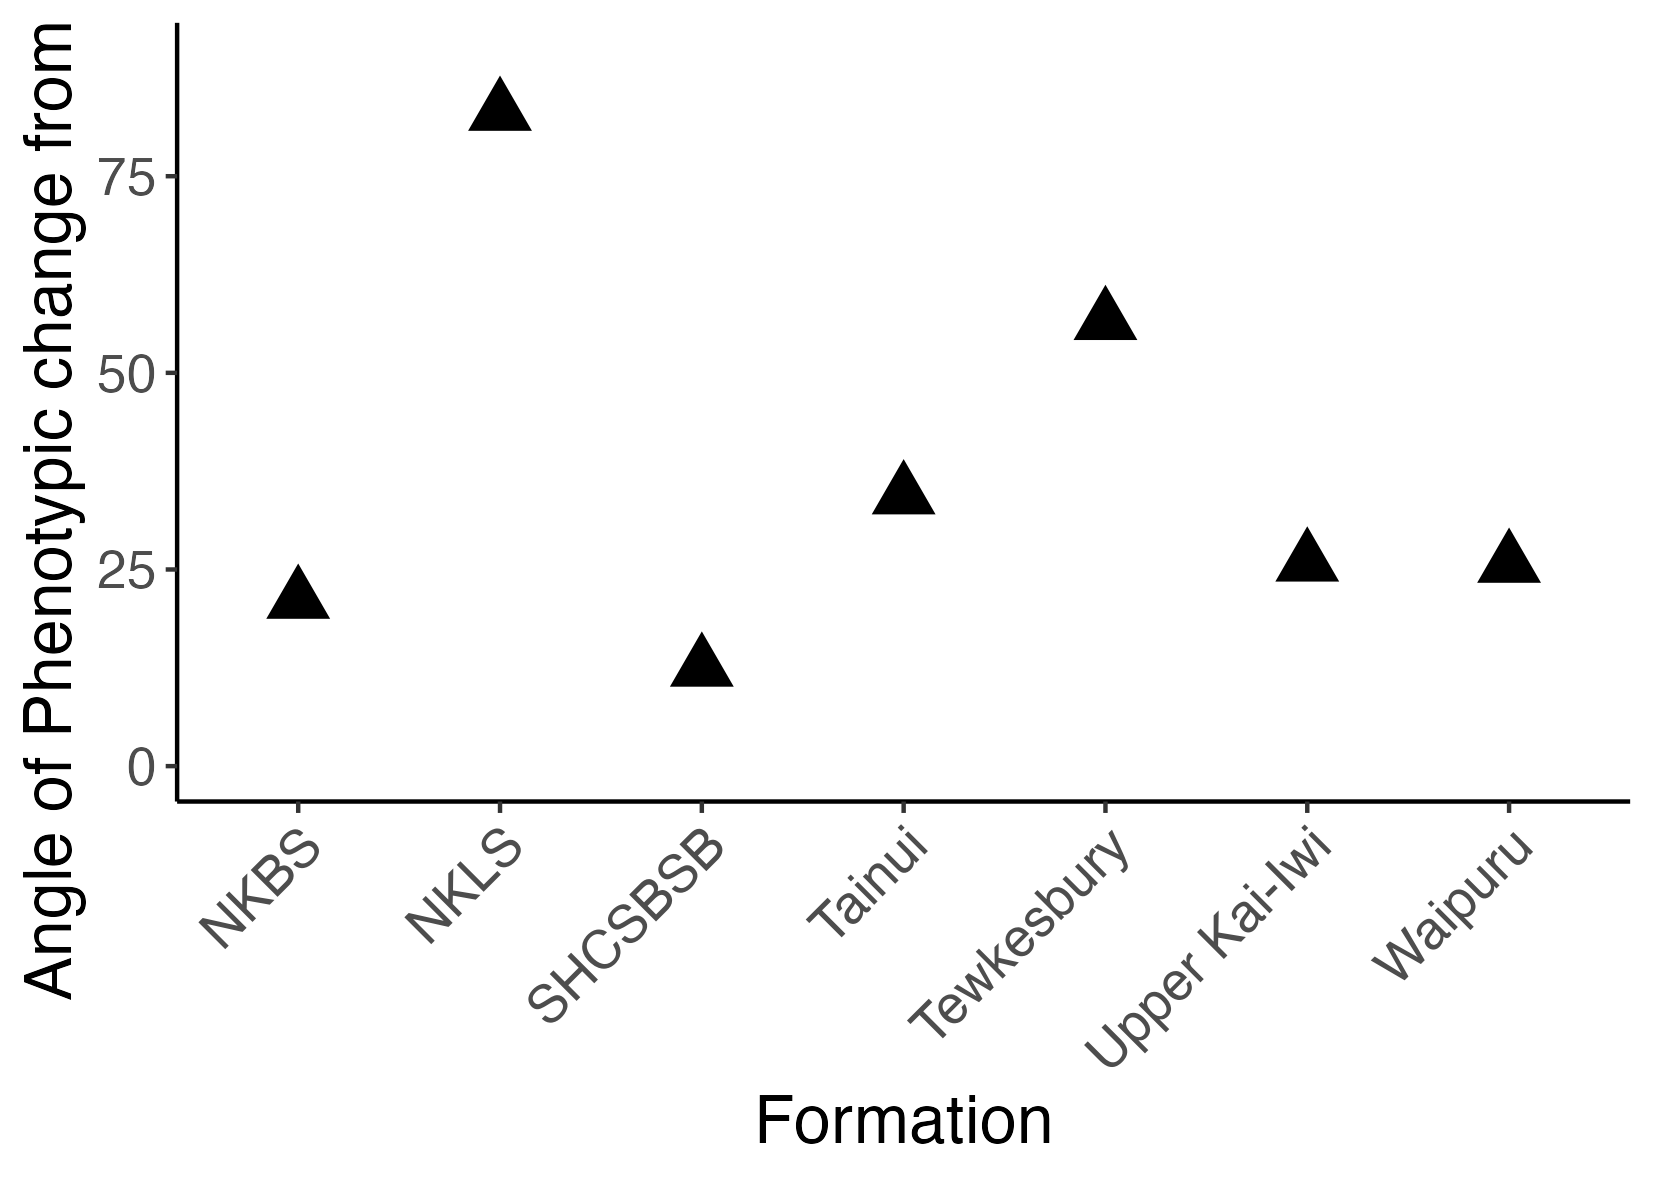 Angle of Phenotypic change from
75
50
25
0
NKBS
NKLS
SHCSBSB
Tainui
Tewkesbury
Upper Kai-Iwi
Waipuru
Formation